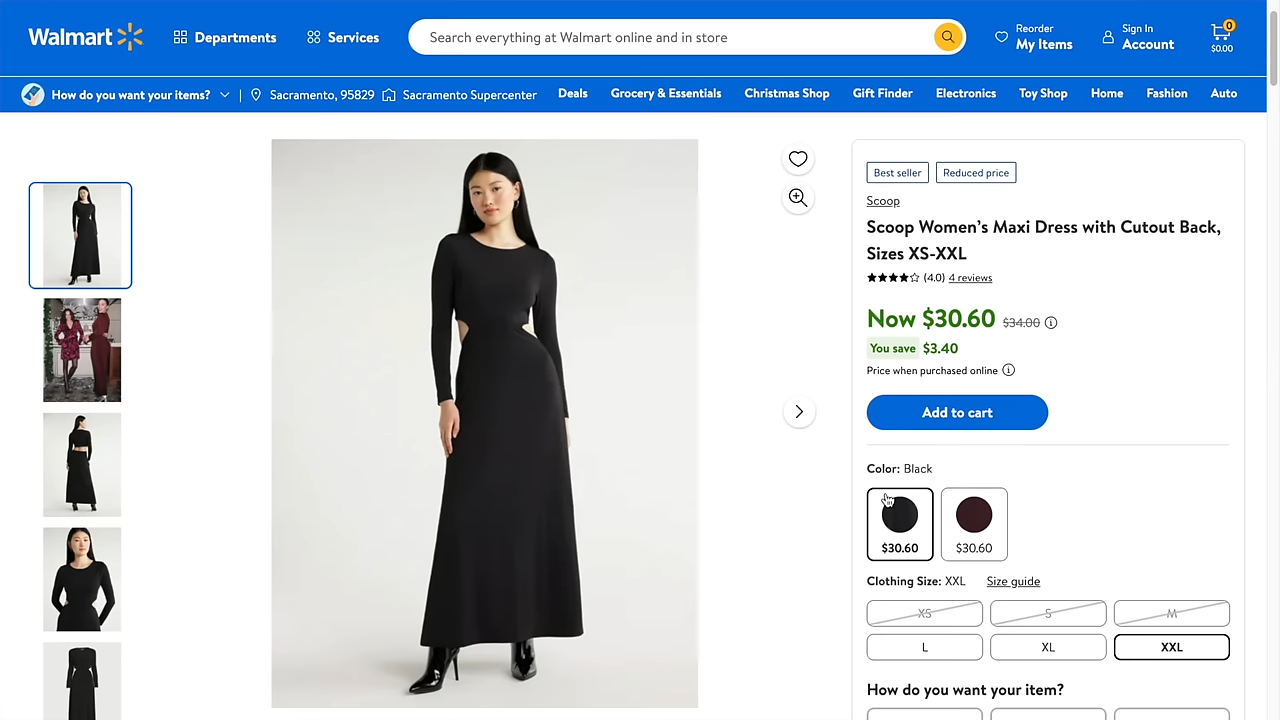 Walmart
Departments
Services
Search everything at Walmart online and in store
Reorder
My Items
Sign In
Account
0
$0.00
How do you want your items?
Sacramento, 95829
Sacramento Supercenter
Deals
Grocery & Essentials
Christmas Shop
Gift Finder
Electronics
Toy Shop
Home
Fashion
Auto
Best seller
Reduced price
Scoop
Scoop Women’s Maxi Dress with Cutout Back,
Sizes XS-XXL
(4.0) 4 reviews
Now $30.60 $34.00
You save $3.40
Price when purchased online
Add to cart
Color: Black
$30.60
$30.60
Clothing Size: XXL
Size guide
XS
S
M
L
XL
XXL
How do you want your item?